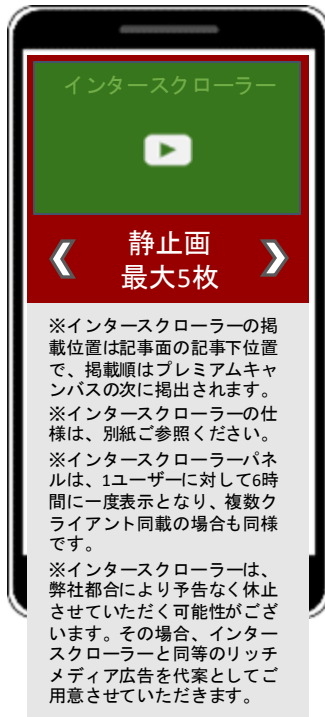 インタースクローラー
静止画
最大5枚
※インタースクローラーの掲
載位置は記事面の記事下位置
で、掲載順はプレミアムキャ
ンバスの次に掲出されます。
※インタースクローラーの仕
様は、別紙ご参照ください。
※インタースクローラーパネ
ルは、1ユーザーに対して6時
間に一度表示となり、複数ク
ライアント同載の場合も同様
です。
※インタースクローラーは、
弊社都合により予告なく休止
させていただく可能性がござ
います。その場合、インター
スクローラーと同等のリッチ
メディア広告を代案としてご
用意させていただきます。